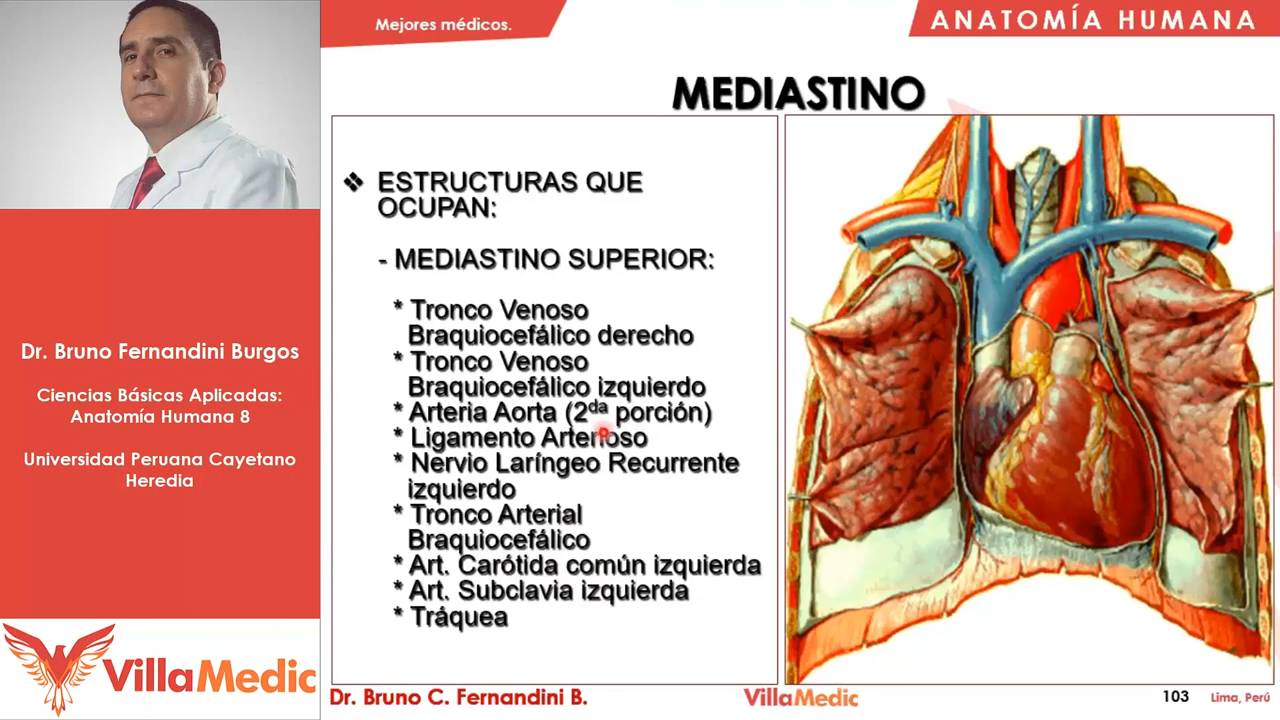 Mejores médicos.
ANATOMÍA HUMANA
MEDIASTINO
❖ ESTRUCTURAS QUE
OCUPAN:
- MEDIASTINO SUPERIOR:
* Tronco Venoso
Braquiocefálico derecho
* Tronco Venoso
Braquiocefálico izquierdo
* Arteria Aorta (2da porción)
* Ligamento Arterioso
* Nervio Laríngeo Recurrente
izquierdo
* Tronco Arterial
Braquiocefálico
* Art. Carótida común izquierda
* Art. Subclavia izquierda
* Tráquea
Dr. Bruno Fernandini Burgos
Ciencias Básicas Aplicadas:
Anatomía Humana 8
Universidad Peruana Cayetano
Heredia
VillaMedic
Dr. Bruno C. Fernandini B.
VillaMedic
103
Lima, Perú